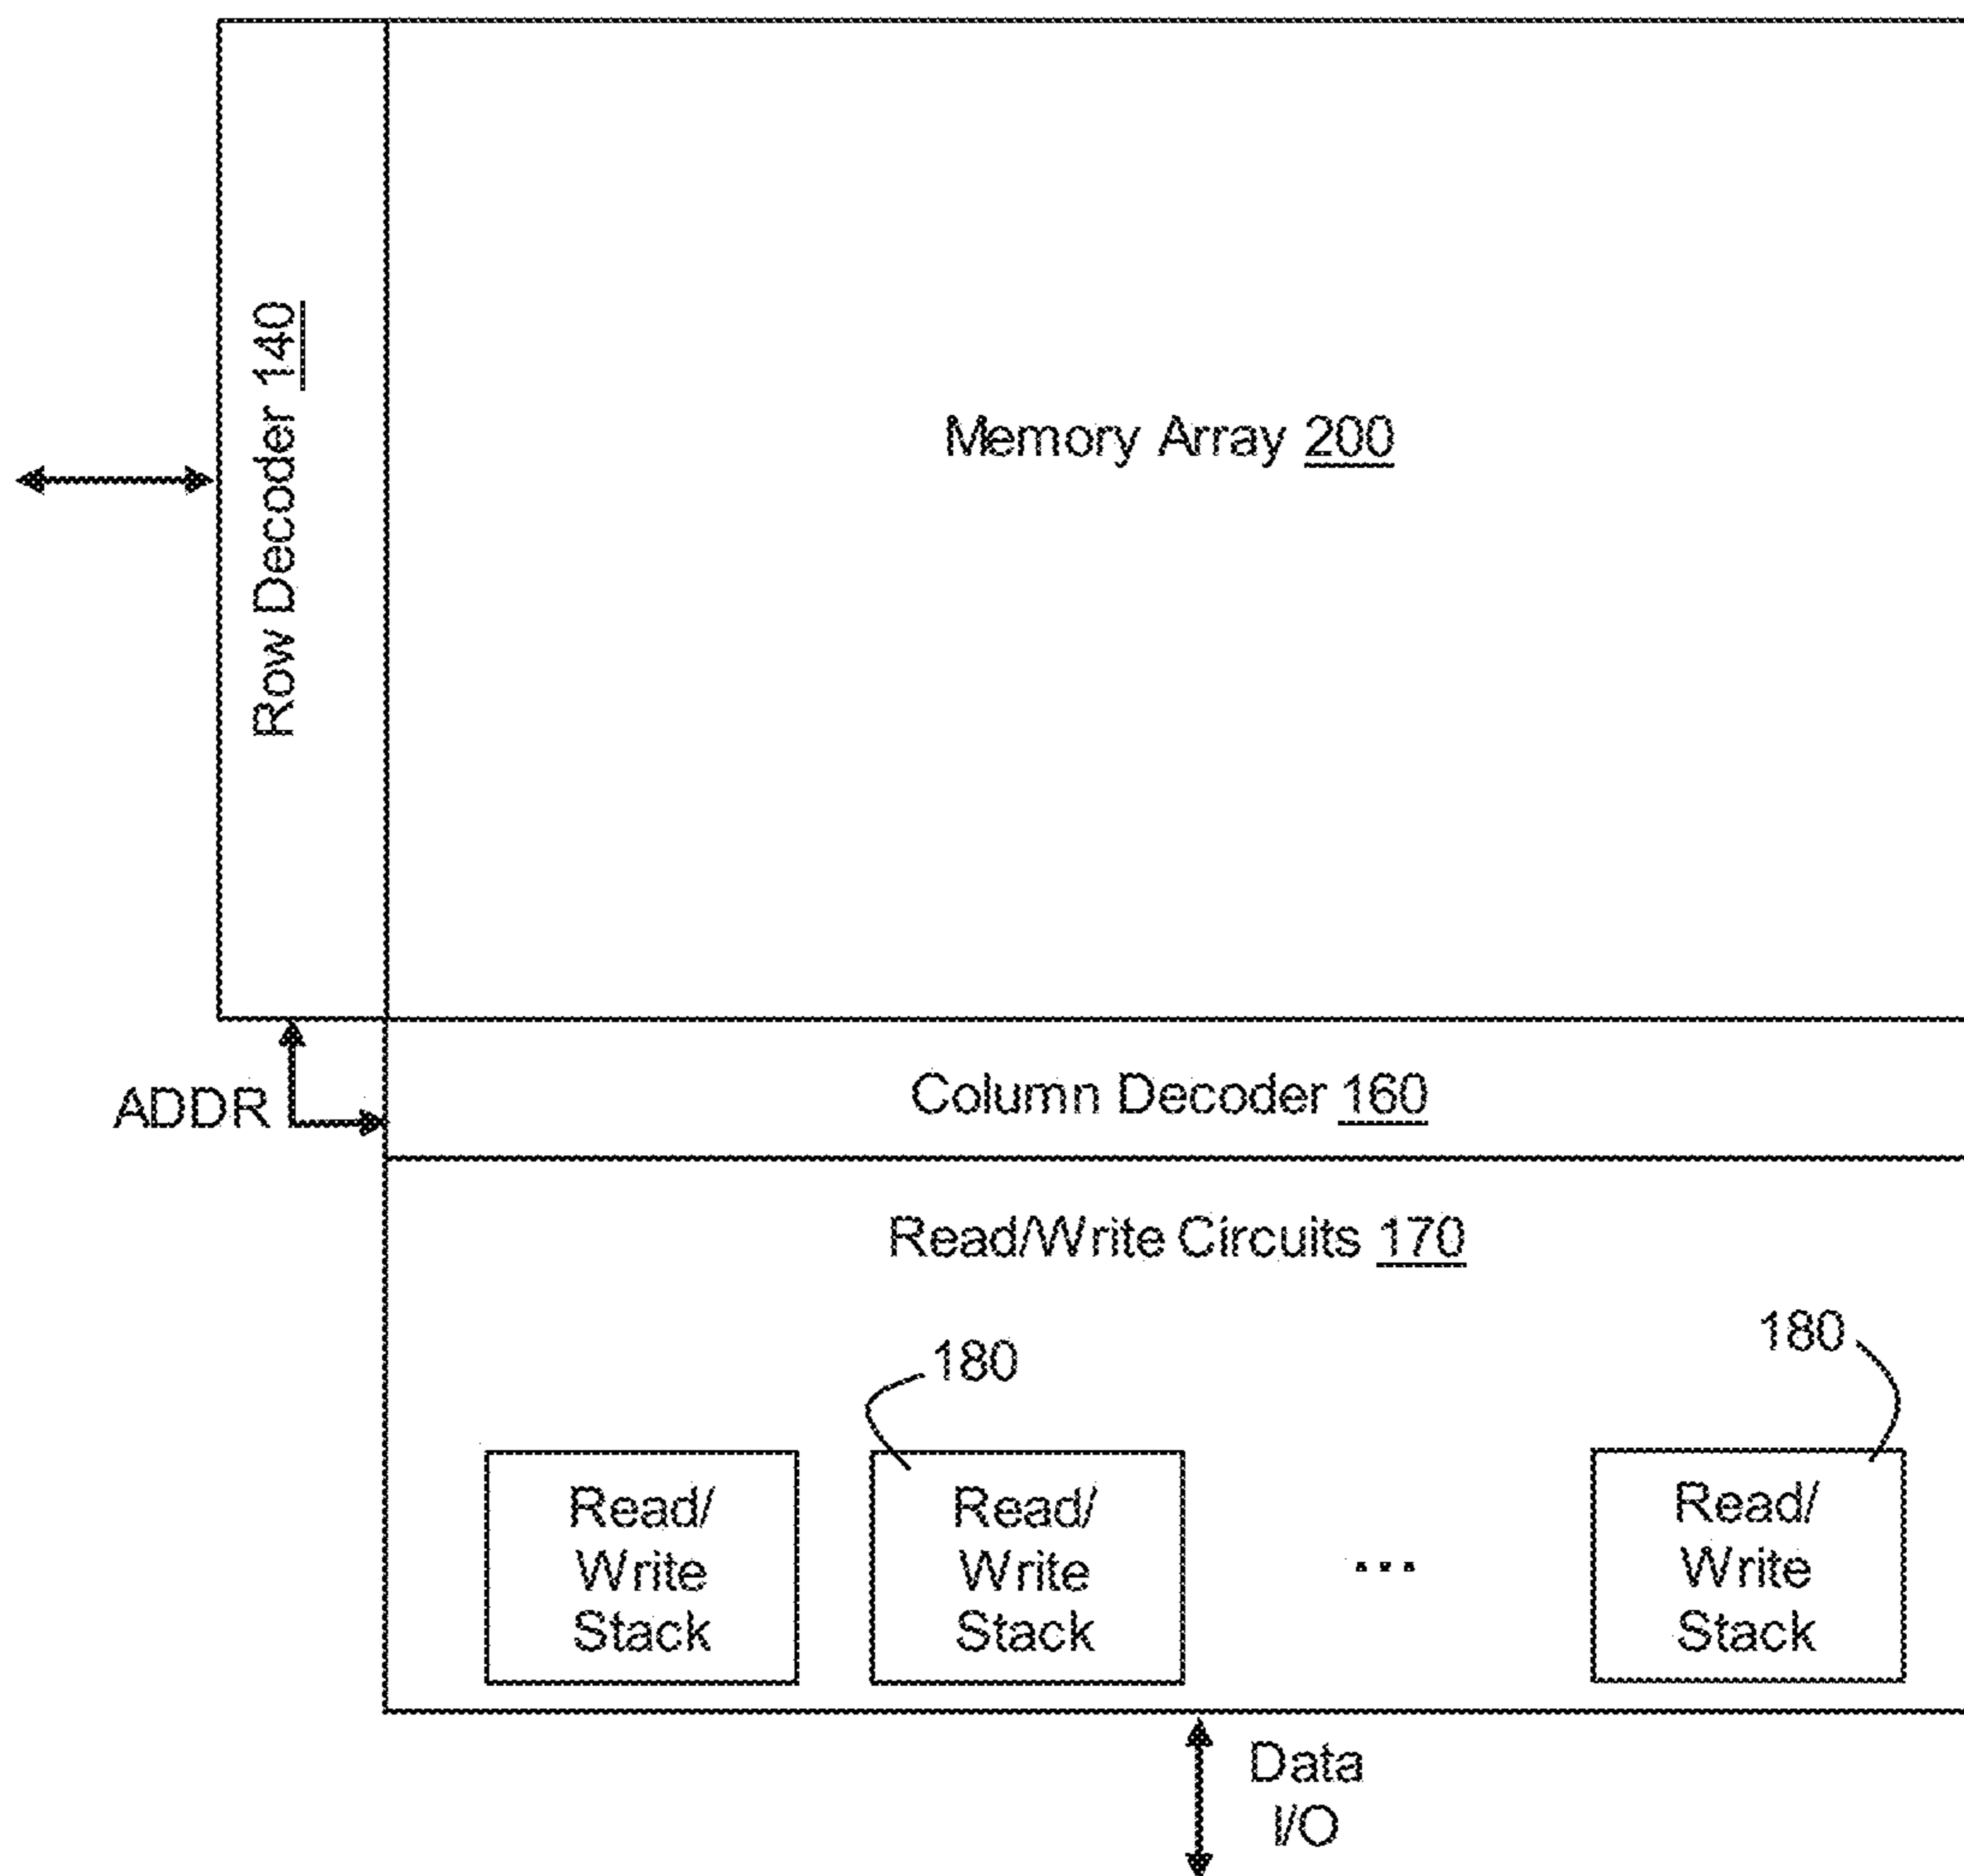 Row Decoder 140
Memory Array 200
ADDR
Column Decoder 160
Read/Write Circuits 170
180
180
Read/
Write
Stack
Read/
Write
Stack
...
Read/
Write
Stack
Data
I/O